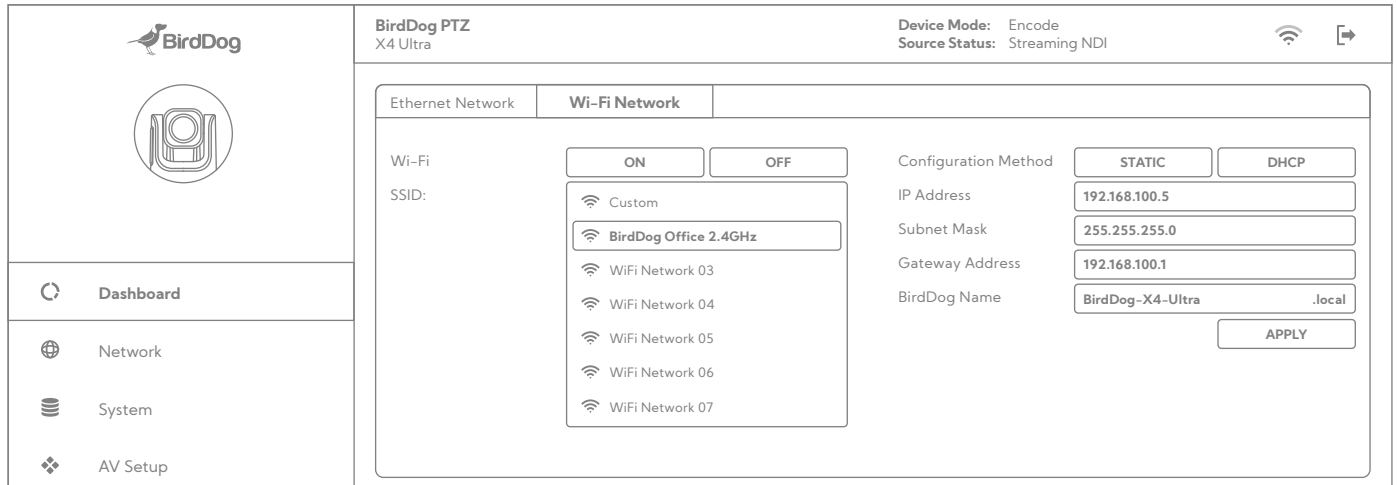 BirdDog
BirdDog PTZ
X4 Ultra
Device Mode: Encode
Source Status: Streaming NDI
Dashboard
Network
System
AV Setup
Ethernet Network
Wi-Fi Network
Wi-Fi
ON
OFF
SSID:
Custom
BirdDog Office 2.4GHz
WiFi Network 03
WiFi Network 04
WiFi Network 05
WiFi Network 06
WiFi Network 07
Configuration Method
STATIC
DHCP
IP Address
192.168.100.5
Subnet Mask
255.255.255.0
Gateway Address
192.168.100.1
BirdDog Name
BirdDog-X4-Ultra .local
APPLY